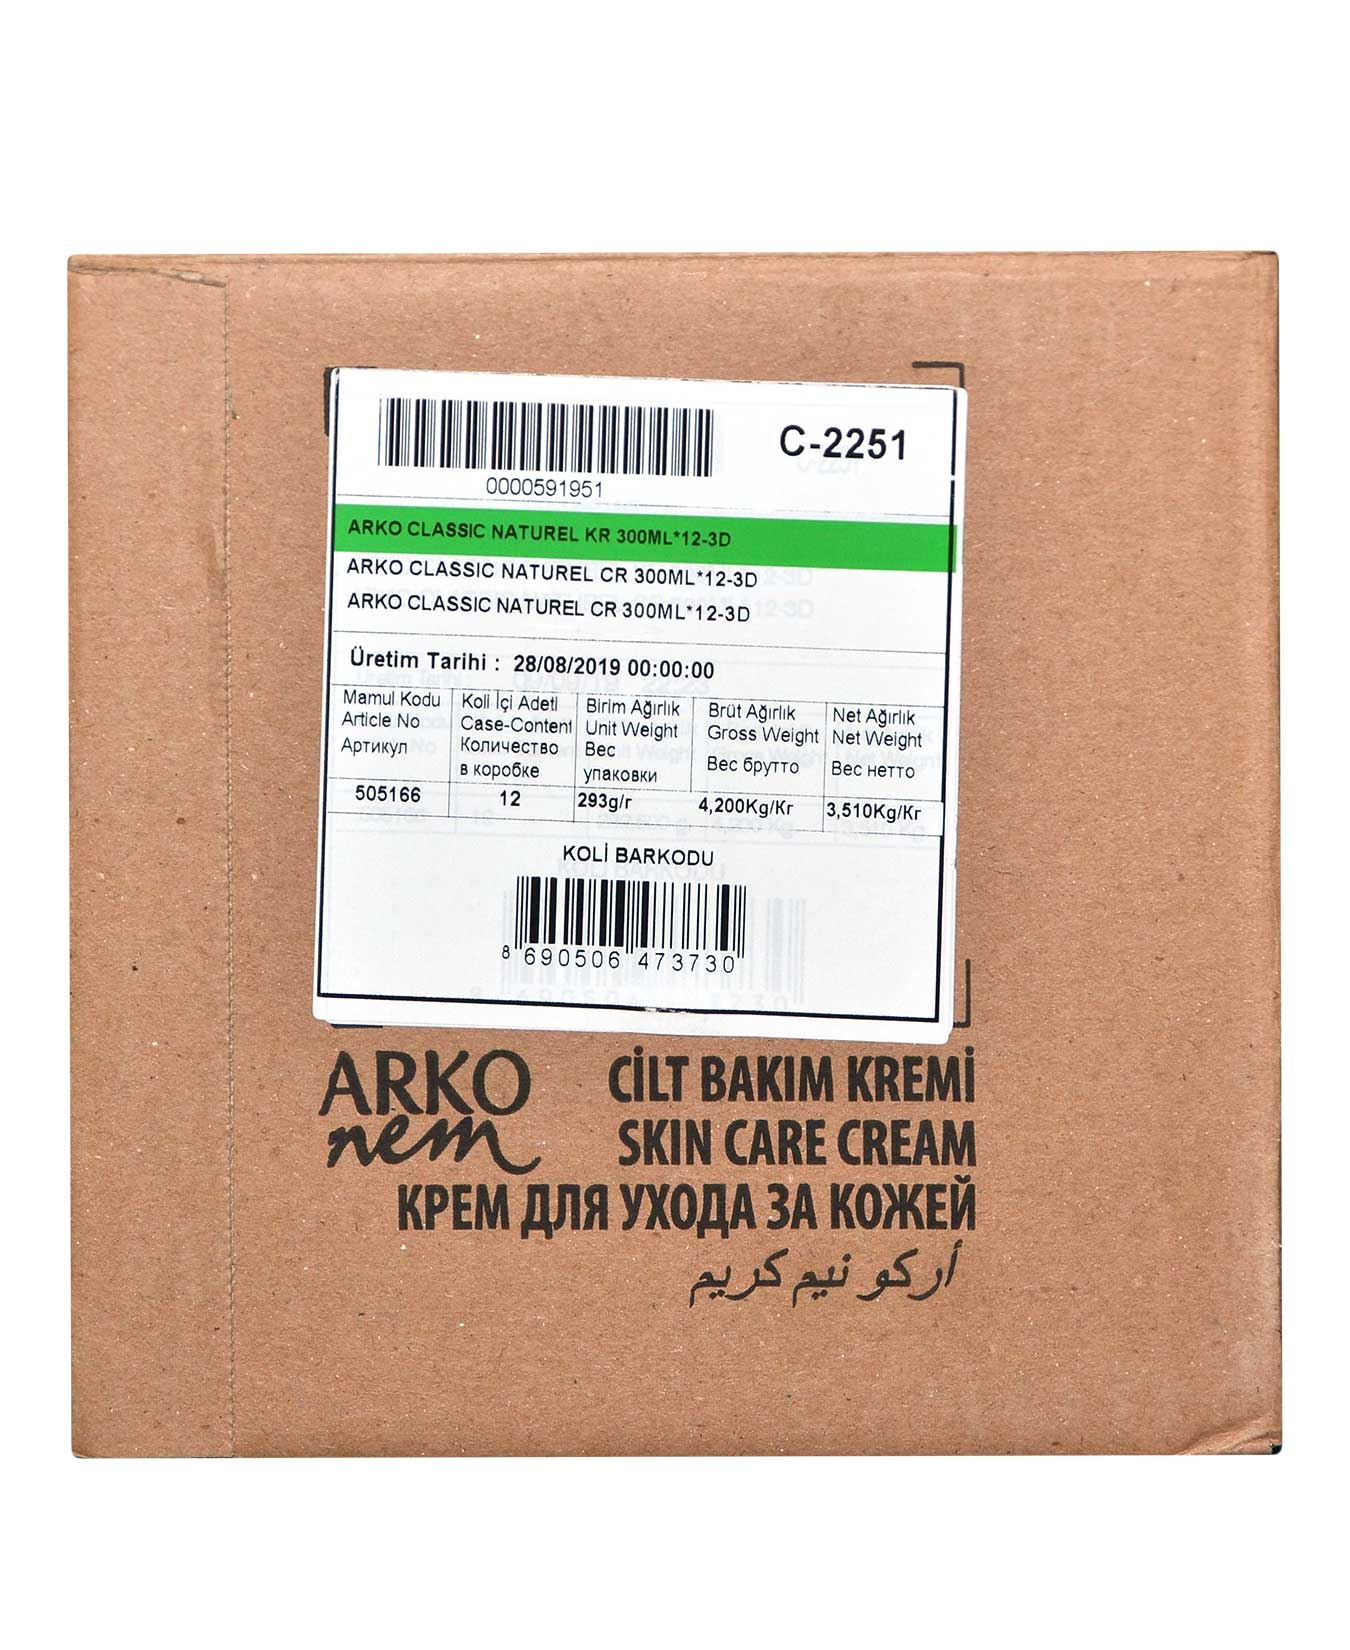 C-2251
0000591951
ARKO CLASSIC NATUREL KR 300ML*12-3D
ARKO CLASSIC NATUREL CR 300ML*12-3D
ARKO CLASSIC NATUREL CR 300ML*12-3D
Üretim Tarihi : 28/08/2019 00:00:00
Mamul Kodu Koli İçi Adeti Birim Ağırlık Brüt Ağırlık Net Ağırlık
Article No Case-Content Unit Weight Gross Weight Net Weight
Артикул Количество Вес Вес брутто Вес нетто
в коробке упаковки
505166 12 293g/г 4,200Kg/Кг 3,510Kg/Кг
KOLİ BARKODU
8 690506 473730
ARKO CİLT BAKIM KREMİ
nem SKIN CARE CREAM
КРЕМ ДЛЯ УХОДА ЗА КОЖЕЙ
أركو نيم كريم